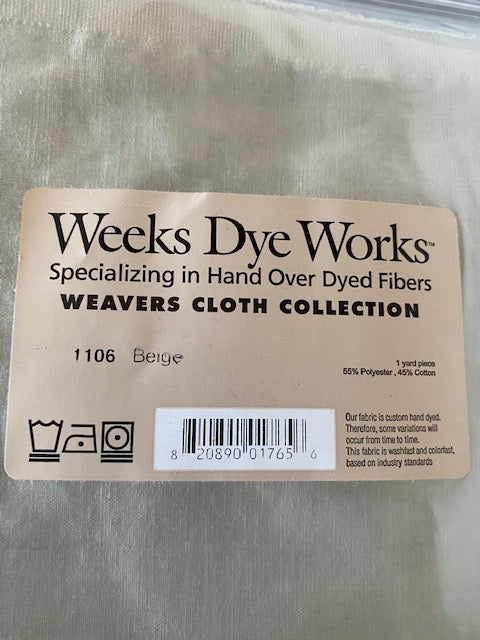 Weeks Dye Works™
Specializing in Hand Over Dyed Fibers
WEAVERS CLOTH COLLECTION
1106 Beige
1 yard piece
55% Polyester , 45% Cotton
8 20890 01765 6
Our fabric is custom hand dyed.
Therefore, some variations will
occur from time to time.
This fabric is washfast and colorfast,
based on industry standards